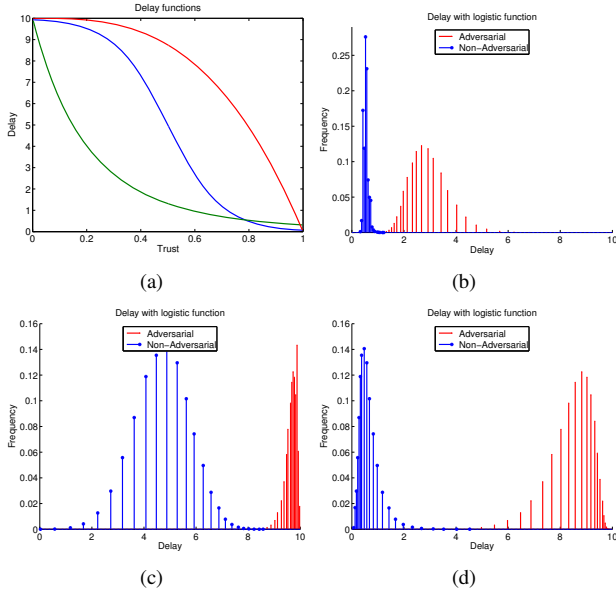 Delay functions
10
9
8
7
6
5
4
3
2
1
0
Delay
0 0.2 0.4 0.6 0.8 1
Trust
(a)
Delay with logistic function
Adversarial
Non-Adversarial
0.25
0.2
0.15
0.1
0.05
0
Frequency
0 2 4 6 8 10
Delay
(b)
Delay with logistic function
Adversarial
Non-Adversarial
0.16
0.14
0.12
0.1
0.08
0.06
0.04
0.02
0
Frequency
0 2 4 6 8 10
Delay
(c)
Delay with logistic function
Adversarial
Non-Adversarial
0.16
0.14
0.12
0.1
0.08
0.06
0.04
0.02
0
Frequency
0 2 4 6 8 10
Delay
(d)